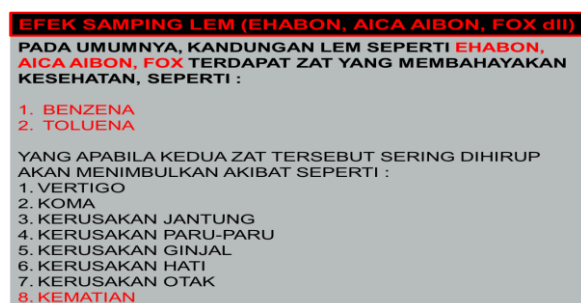 EFEK SAMPING LEM (EHABON, AICA AIBON, FOX dll)
PADA UMUMNYA, KANDUNGAN LEM SEPERTI EHABON,
AICA AIBON, FOX TERDAPAT ZAT YANG MEMBAHAYAKAN
KESEHATAN, SEPERTI :
1. BENZENA
2. TOLUENA
YANG APABILA KEDUA ZAT TERSEBUT SERING DIHIRUP
AKAN MENIMBULKAN AKIBAT SEPERTI :
1. VERTIGO
2. KOMA
3. KERUSAKAN JANTUNG
4. KERUSAKAN PARU-PARU
5. KERUSAKAN GINJAL
6. KERUSAKAN HATI
7. KERUSAKAN OTAK
8. KEMATIAN